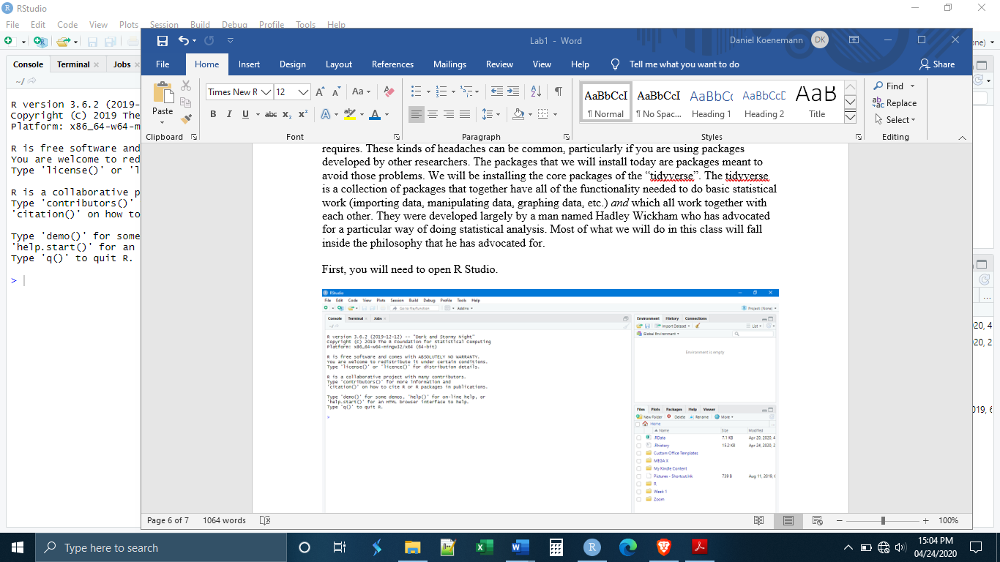 RStudio
File Edit Code View Plots Session Build Debug Profile Tools Help
Lab1 - Word
Daniel Koenemann DK
File Home Insert Design Layout References Mailings Review View Help Tell me what you want to do Share
Paste
Clipboard
Times New R 12
Aa
B I U abc x₂ x² A ab A
Font
Paragraph
AaBbCcI AaBbCcI AaBbCc AaBbCcD AaB
¶ Normal ¶ No Spac... Heading 1 Heading 2 Title
Styles
Find
Replace
Select
Editing
Console Terminal Jobs
~/
R version 3.6.2 (2019-
Copyright (C) 2019 The
Platform: x86_64-w64-m
R is free software and
You are welcome to red
Type 'license()' or 'l
R is a collaborative p
Type 'contributors()'
'citation()' on how to
Type 'demo()' for some
'help.start()' for an
Type 'q()' to quit R.
>
requires. These kinds of headaches can be common, particularly if you are using packages
developed by other researchers. The packages that we will install today are packages meant to
avoid those problems. We will be installing the core packages of the “tidyverse”. The tidyverse
is a collection of packages that together have all of the functionality needed to do basic statistical
work (importing data, manipulating data, graphing data, etc.) and which all work together with
each other. They were developed largely by a man named Hadley Wickham who has advocated
for a particular way of doing statistical analysis. Most of what we will do in this class will fall
inside the philosophy that he has advocated for.
First, you will need to open R Studio.
RStudio
File Edit Code View Plots Session Build Debug Profile Tools Help
Go to file/function Addins Project: (None)
Console Terminal Jobs
~/
R version 3.6.2 (2019-12-12) -- "Dark and Stormy Night"
Copyright (C) 2019 The R Foundation for Statistical Computing
Platform: x86_64-w64-mingw32/x64 (64-bit)
R is free software and comes with ABSOLUTELY NO WARRANTY.
You are welcome to redistribute it under certain conditions.
Type 'license()' or 'licence()' for distribution details.
R is a collaborative project with many contributors.
Type 'contributors()' for more information and
'citation()' on how to cite R or R packages in publications.
Type 'demo()' for some demos, 'help()' for on-line help, or
'help.start()' for an HTML browser interface to help.
Type 'q()' to quit R.
>
Environment History Connections
Import Dataset List
Global Environment
Environment is empty
Files Plots Packages Help Viewer
New Folder Delete Rename More
Home
Name Size Modified
.RData 7.1 KB Apr 20, 2020, 4
.Rhistory 15.2 KB Apr 24, 2020, 2
Custom Office Templates
MEGA X
My Kindle Content
Pictures - Shortcut.lnk 739 B Aug 11, 2019, 6
R
Week 1
Zoom
one)
20, 4
20, 2
019, 6
Page 6 of 7 1064 words 100%
Type here to search
15:04 PM
04/24/2020